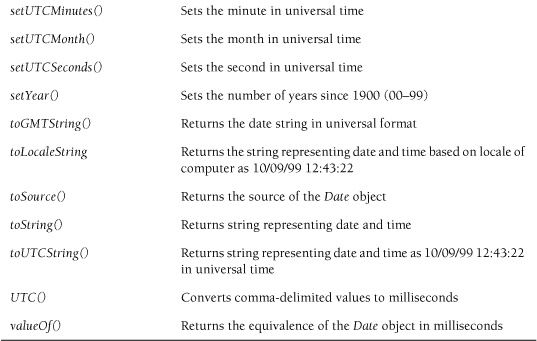 setUTCMinutes() Sets the minute in universal time
setUTCMonth() Sets the month in universal time
setUTCSeconds() Sets the second in universal time
setYear() Sets the number of years since 1900 (00–99)
toGMTString() Returns the date string in universal format
toLocaleString Returns the string representing date and time based on locale of
computer as 10/09/99 12:43:22
toSource() Returns the source of the Date object
toString() Returns string representing date and time
toUTCString() Returns string representing date and time as 10/09/99 12:43:22
in universal time
UTC() Converts comma-delimited values to milliseconds
valueOf() Returns the equivalence of the Date object in milliseconds